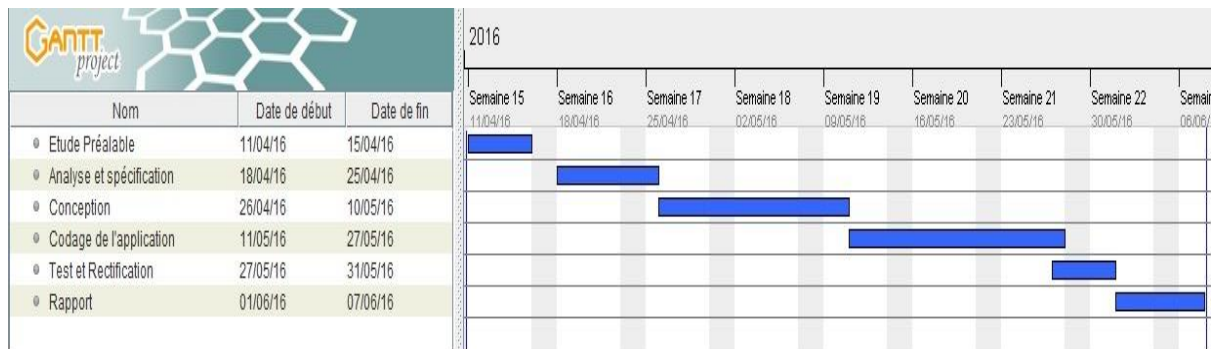 GANTT
project
2016
Nom Date de début Date de fin
Semaine 15 Semaine 16 Semaine 17 Semaine 18 Semaine 19 Semaine 20 Semaine 21 Semaine 22 Semain
11/04/16 18/04/16 25/04/16 02/05/16 09/05/16 16/05/16 23/05/16 30/05/16 06/06/
Etude Préalable 11/04/16 15/04/16
Analyse et spécification 18/04/16 25/04/16
Conception 26/04/16 10/05/16
Codage de l'application 11/05/16 27/05/16
Test et Rectification 27/05/16 31/05/16
Rapport 01/06/16 07/06/16